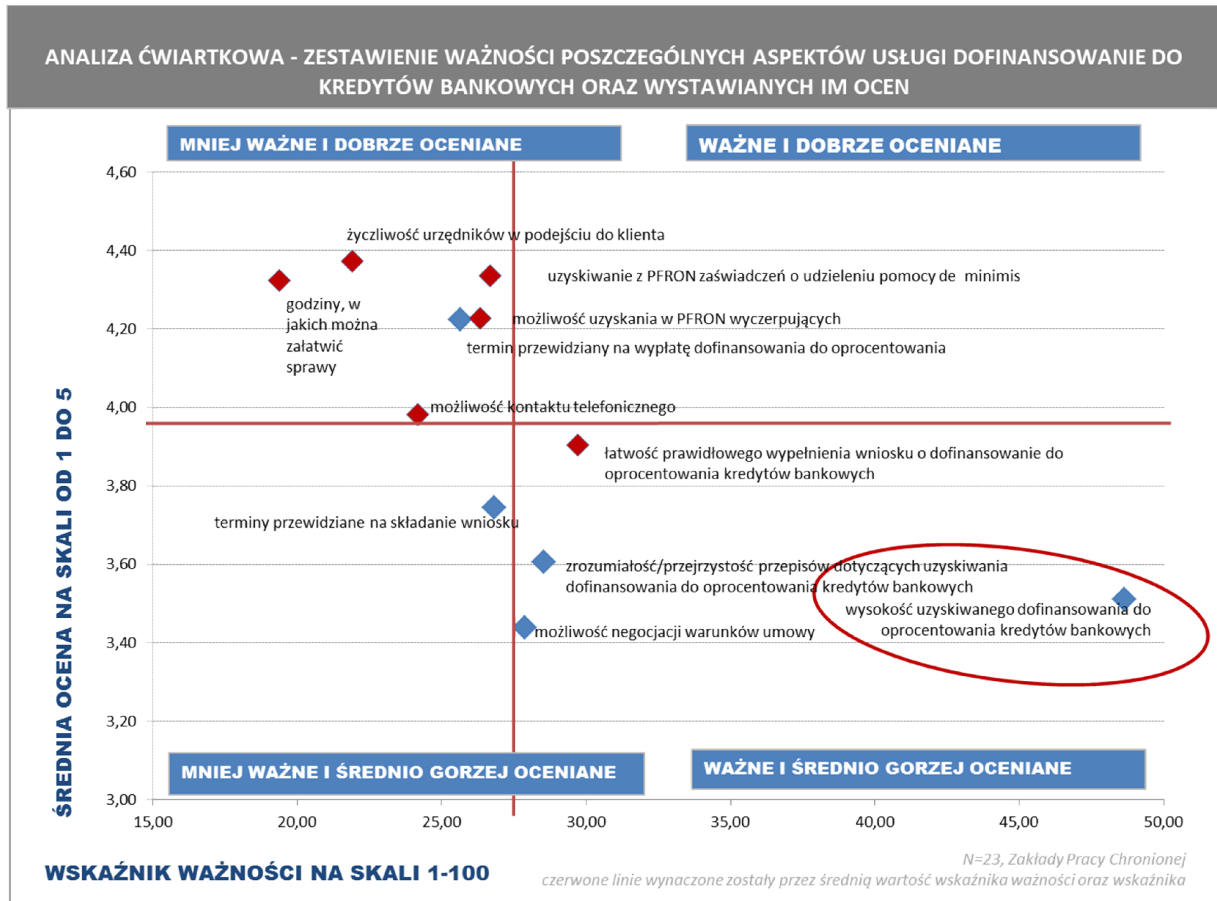 ANALIZA ĆWIARTKOWA - ZESTAWIENIE WAŻNOŚCI POSZCZEGÓLNYCH ASPEKTÓW USŁUGI DOFINANSOWANIE DO
KREDYTÓW BANKOWYCH ORAZ WYSTAWIANYCH IM OCEN
MNIEJ WAŻNE I DOBRZE OCENIANE
WAŻNE I DOBRZE OCENIANE
4,60
4,40
4,20
4,00
3,80
3,60
3,40
3,20
3,00
ŚREDNIA OCENA NA SKALI OD 1 DO 5
życzliwość urzędników w podejściu do klienta
uzyskiwanie z PFRON zaświadczeń o udzieleniu pomocy de minimis
godziny, w
jakich można
załatwić
sprawy
możliwość uzyskania w PFRON wyczerpujących
termin przewidziany na wypłatę dofinansowania do oprocentowania
możliwość kontaktu telefonicznego
łatwość prawidłowego wypełnienia wniosku o dofinansowanie do
oprocentowania kredytów bankowych
terminy przewidziane na składanie wniosku
zrozumiałość/przejrzystość przepisów dotyczących uzyskiwania
dofinansowania do oprocentowania kredytów bankowych
wysokość uzyskiwanego dofinansowania do
oprocentowania kredytów bankowych
możliwość negocjacji warunków umowy
MNIEJ WAŻNE I ŚREDNIO GORZEJ OCENIANE
WAŻNE I ŚREDNIO GORZEJ OCENIANE
15,00 20,00 25,00 30,00 35,00 40,00 45,00 50,00
WSKAŹNIK WAŻNOŚCI NA SKALI 1-100
N=23, Zakłady Pracy Chronionej
czerwone linie wynaczone zostały przez średnią wartość wskaźnika ważności oraz wskaźnika